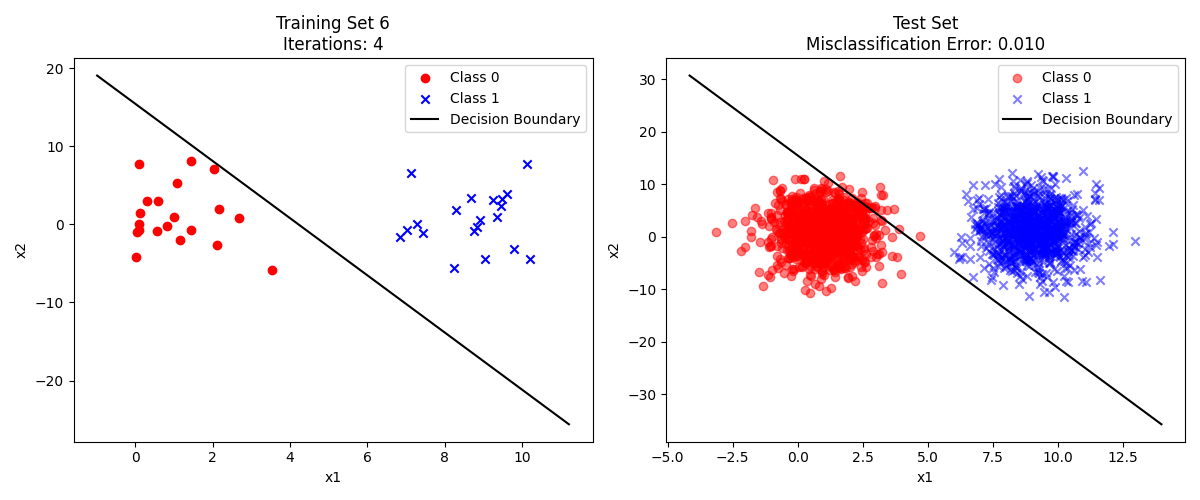 Training Set 6
Iterations: 4
Class 0
Class 1
Decision Boundary
20
10
0
−10
−20
x2
0
2
4
6
8
10
x1
Test Set
Misclassification Error: 0.010
Class 0
Class 1
Decision Boundary
30
20
10
0
−10
−20
−30
x2
−5.0
−2.5
0.0
2.5
5.0
7.5
10.0
12.5
x1